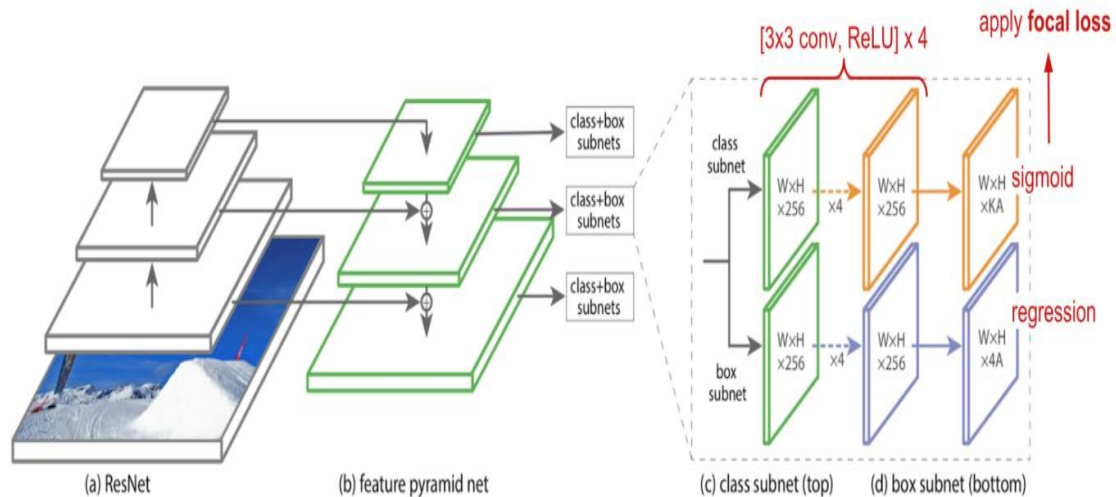 apply focal loss
[3x3 conv, ReLU] x 4
class+box
subnets
class+box
subnets
class+box
subnets
class
subnet
W×H
×256
×4
W×H
×256
W×H
×KA
sigmoid
box
subnet
W×H
×256
×4
W×H
×256
W×H
×4A
regression
(a) ResNet
(b) feature pyramid net
(c) class subnet (top)
(d) box subnet (bottom)